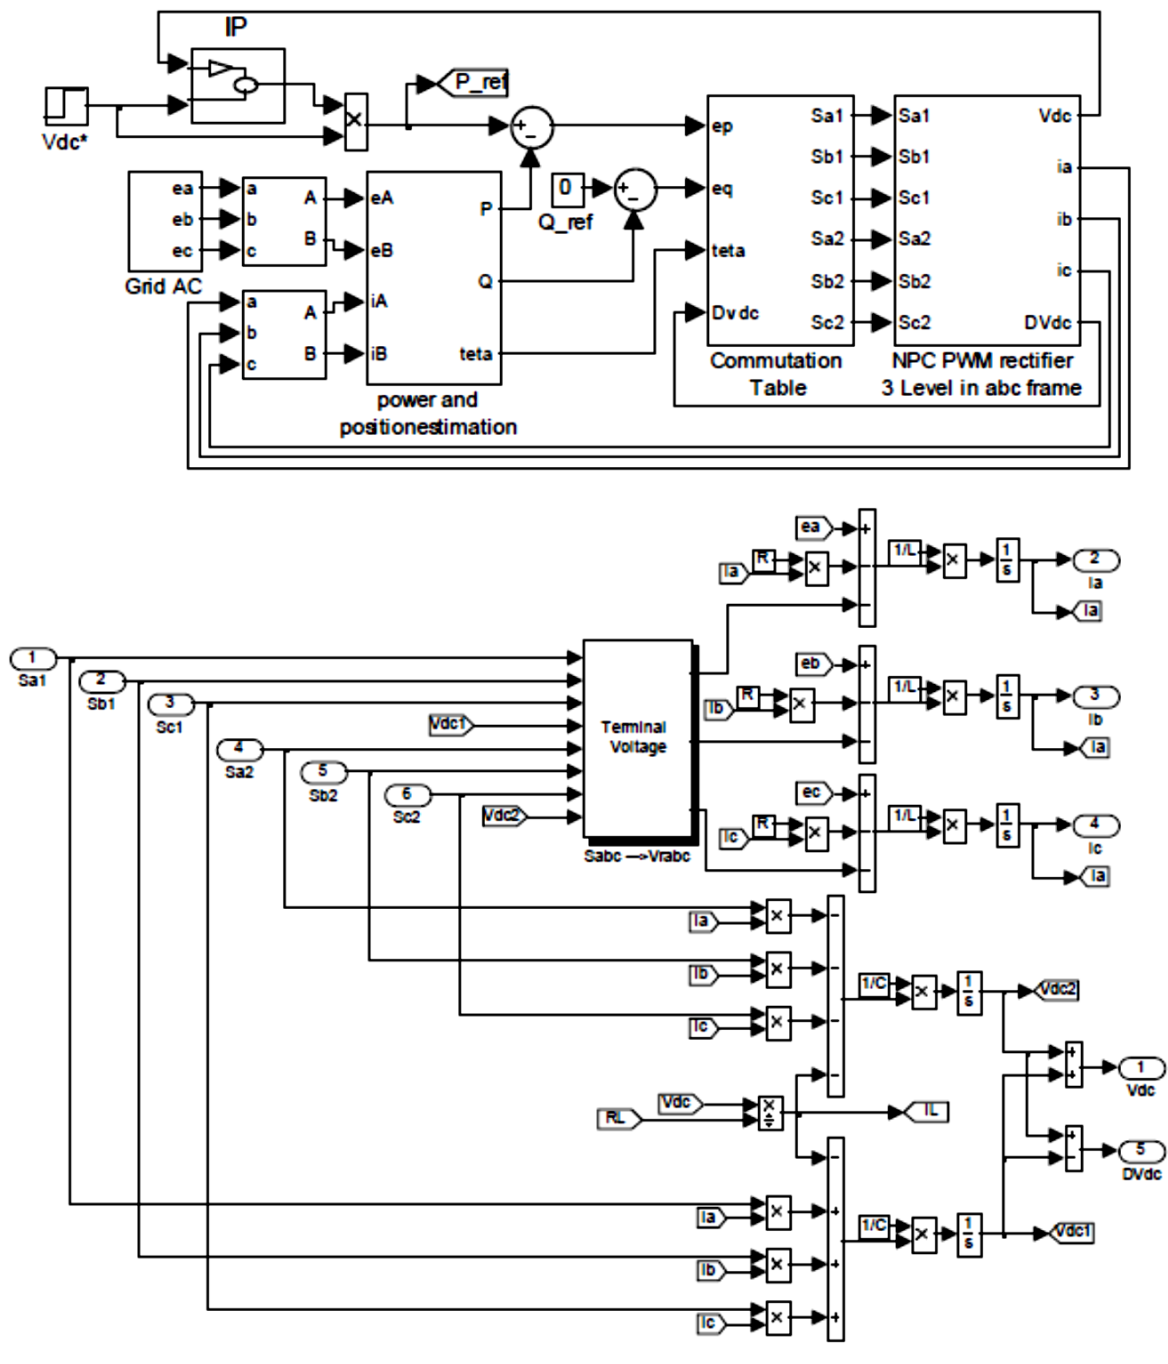 IP
P_ref
Vdc*
×
+
−
ep
Sa1
Sa1
Vdc
ea
a
A
eA
P
0
+
−
eq
Sb1
Sb1
ia
eb
b
Q_ref
Sc1
Sc1
ib
ec
c
B
eB
teta
Sa2
Sa2
ic
Grid AC
Q
Sb2
Sb2
a
A
iA
Dvdc
Sc2
Sc2
DVdc
b
B
iB
teta
c
Commutation
Table
NPC PWM rectifier
3 Level in abc frame
power and
positionestimation
ea
+
R
Ia
×
−
−
1/L
×
1
s
2
Ia
Ia
1
Sa1
2
Sb1
3
Sc1
Vdc1
4
Sa2
5
Sb2
6
Sc2
Vdc2
Terminal
Voltage
Sabc —>Vrabc
eb
+
R
Ib
×
−
−
1/L
×
1
s
3
Ib
Ia
ec
+
R
Ic
×
−
−
1/L
×
1
s
4
Ic
Ia
Ia
×
−
Ib
×
−
Ic
×
−
−
1/C
×
1
s
Vdc2
+
+
1
Vdc
Vdc
RL
×
÷
IL
+
−
5
DVdc
−
Ia
×
+
Ib
×
+
Ic
×
+
1/C
×
1
s
Vdc1